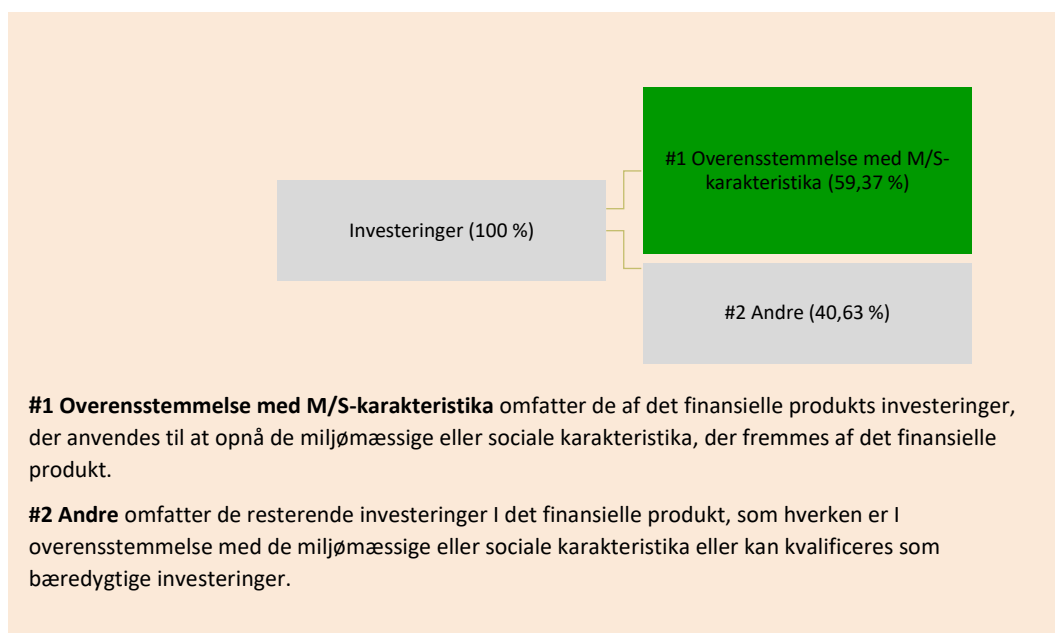 #1 Overensstemmelse med M/S-
karakteristika (59,37 %)
Investeringer (100 %)
#2 Andre (40,63 %)
#1 Overensstemmelse med M/S-karakteristika omfatter de af det finansielle produkts investeringer,
der anvendes til at opnå de miljømæssige eller sociale karakteristika, der fremmes af det finansielle
produkt.
#2 Andre omfatter de resterende investeringer I det finansielle produkt, som hverken er I
overensstemmelse med de miljømæssige eller sociale karakteristika eller kan kvalificeres som
bæredygtige investeringer.